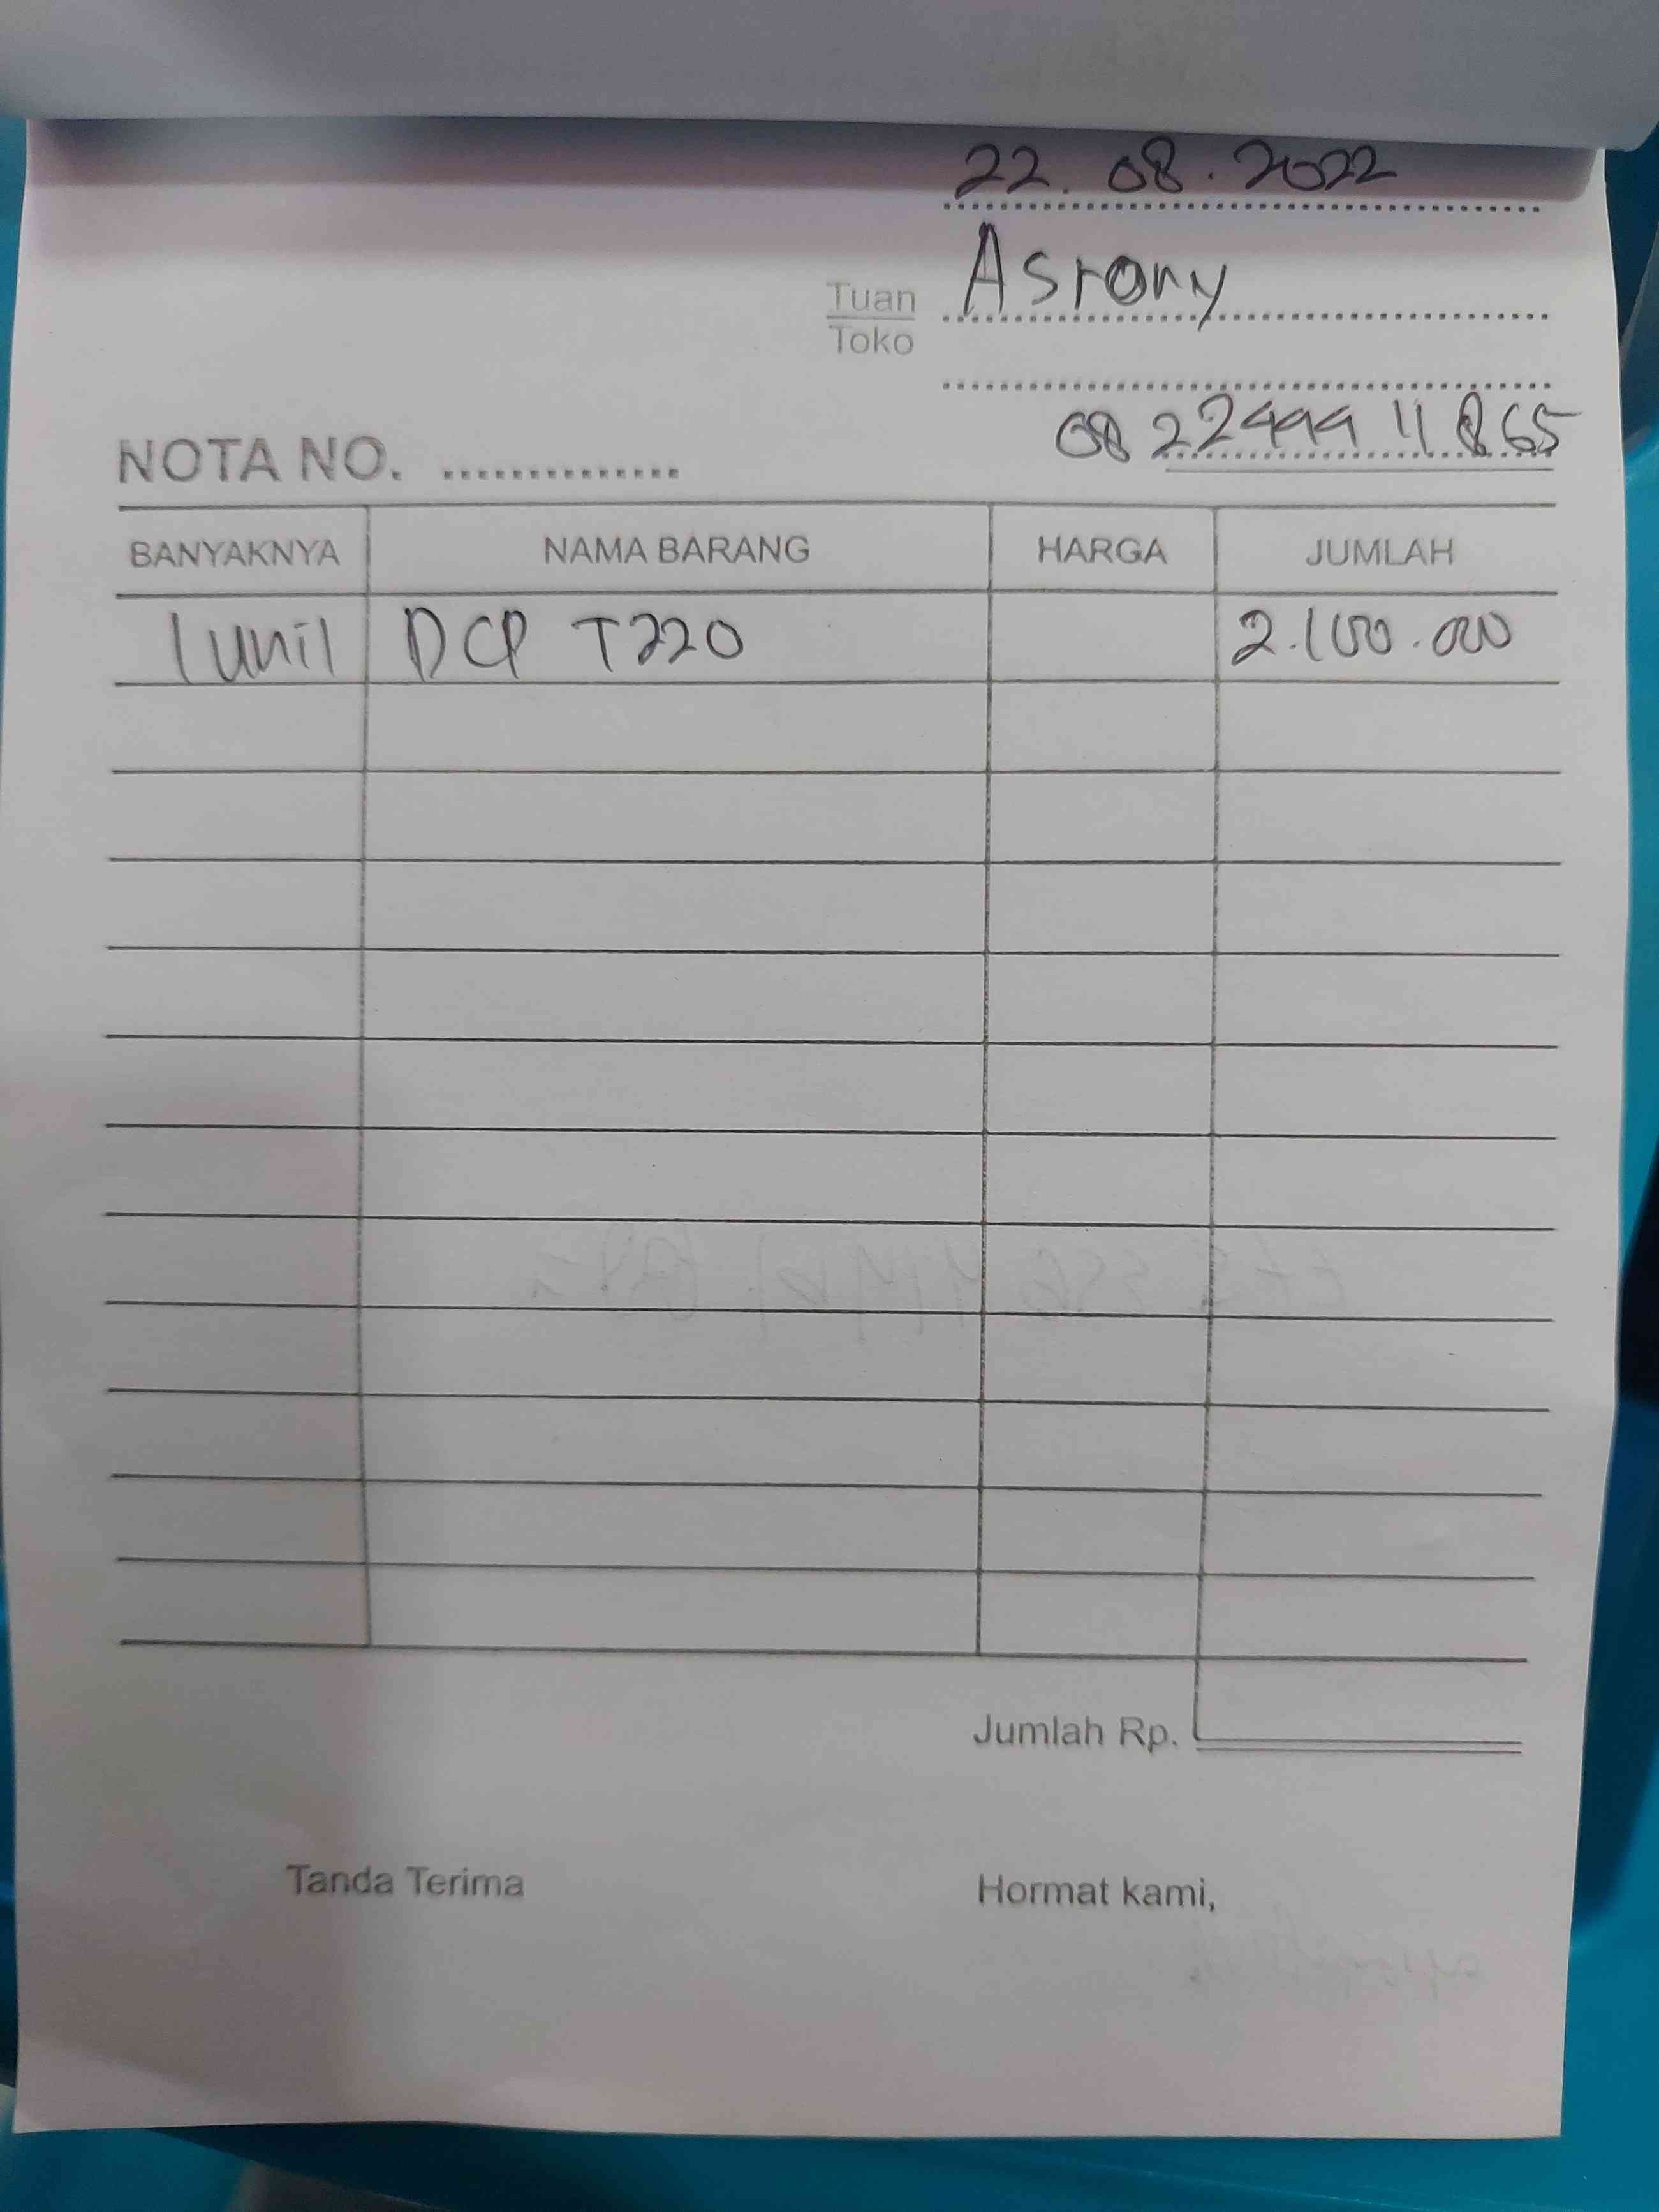 22.08.2022
Tuan Asrony
Toko
NOTA NO. ..............
BANYAKNYA NAMA BARANG HARGA JUMLAH
1 unit DCP T220 2.100.000
Jumlah Rp.
Tanda Terima Hormat kami,